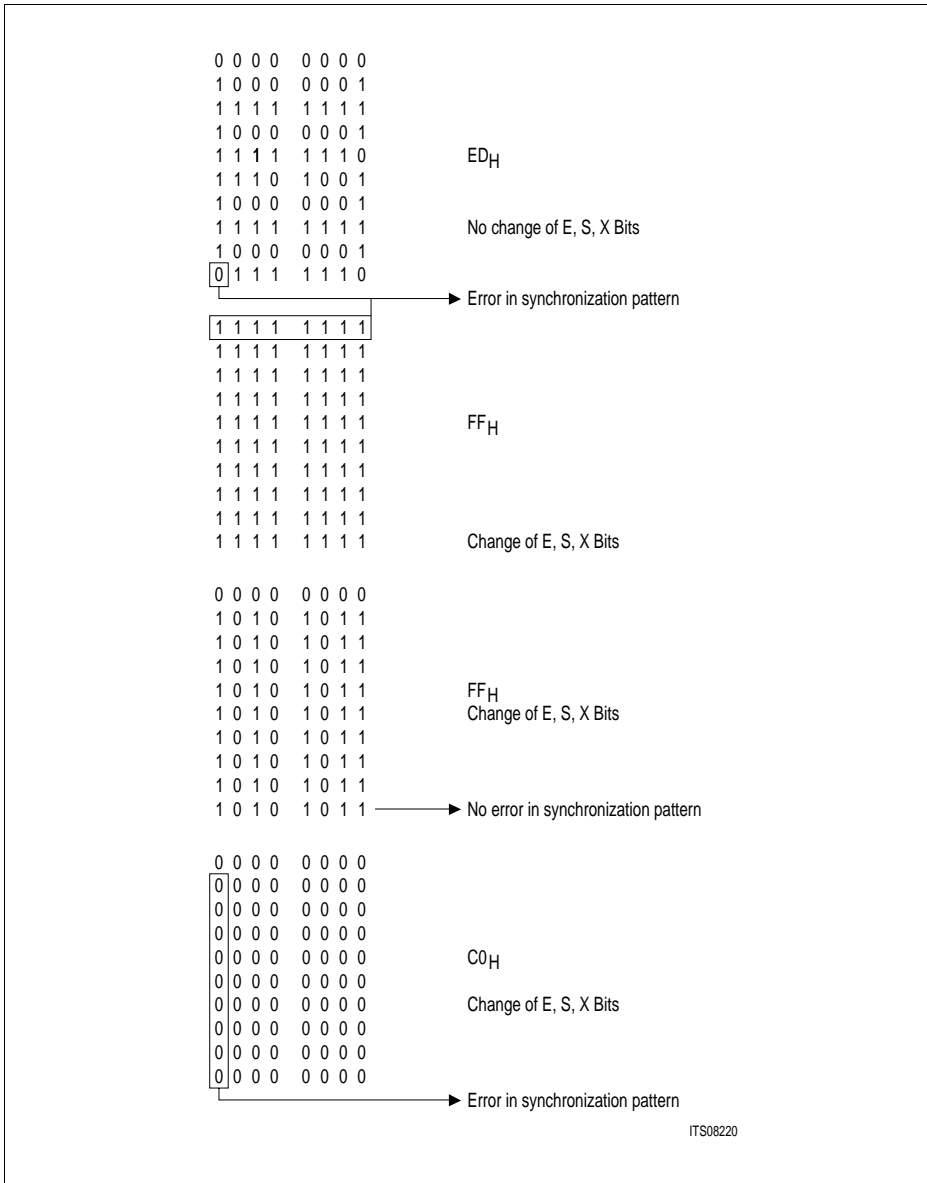 0 0 0 0 0 0 0 0
1 0 0 0 0 0 0 1
1 1 1 1 1 1 1 1
1 0 0 0 0 0 0 1
1 1 1 1 1 1 1 0 EDH
1 1 1 0 1 0 0 1
1 0 0 0 0 0 0 1
1 1 1 1 1 1 1 1 No change of E, S, X Bits
1 0 0 0 0 0 0 1
0 1 1 1 1 1 1 0
Error in synchronization pattern
1 1 1 1 1 1 1 1
1 1 1 1 1 1 1 1
1 1 1 1 1 1 1 1
1 1 1 1 1 1 1 1
1 1 1 1 1 1 1 1 FFH
1 1 1 1 1 1 1 1
1 1 1 1 1 1 1 1
1 1 1 1 1 1 1 1
1 1 1 1 1 1 1 1
1 1 1 1 1 1 1 1 Change of E, S, X Bits
0 0 0 0 0 0 0 0
1 0 1 0 1 0 1 1
1 0 1 0 1 0 1 1
1 0 1 0 1 0 1 1
1 0 1 0 1 0 1 1 FFH
1 0 1 0 1 0 1 1 Change of E, S, X Bits
1 0 1 0 1 0 1 1
1 0 1 0 1 0 1 1
1 0 1 0 1 0 1 1
1 0 1 0 1 0 1 1 No error in synchronization pattern
0 0 0 0 0 0 0 0
0 0 0 0 0 0 0 0
0 0 0 0 0 0 0 0
0 0 0 0 0 0 0 0
0 0 0 0 0 0 0 0 C0H
0 0 0 0 0 0 0 0
0 0 0 0 0 0 0 0 Change of E, S, X Bits
0 0 0 0 0 0 0 0
0 0 0 0 0 0 0 0
0 0 0 0 0 0 0 0
Error in synchronization pattern
ITS08220